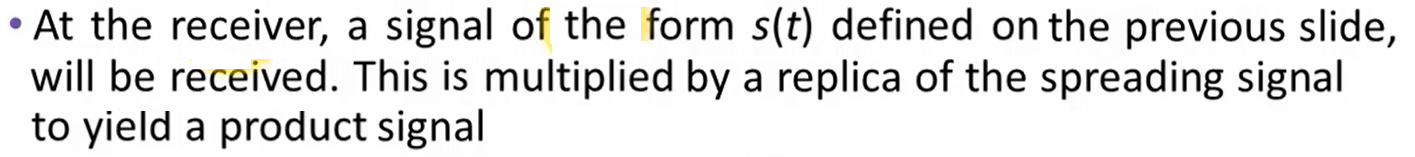 • At the receiver, a signal of the form s(t) defined on the previous slide,
will be received. This is multiplied by a replica of the spreading signal
to yield a product signal